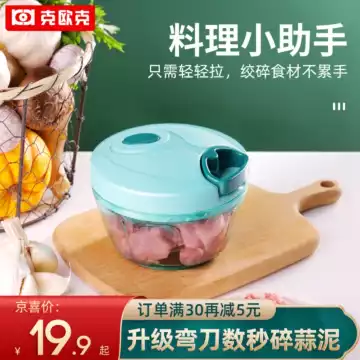 克欧克
料理小助手
只需轻轻拉，绞碎食材不累手
京喜价：
¥19.9起
订单满30再减5元
升级弯刀数秒碎蒜泥